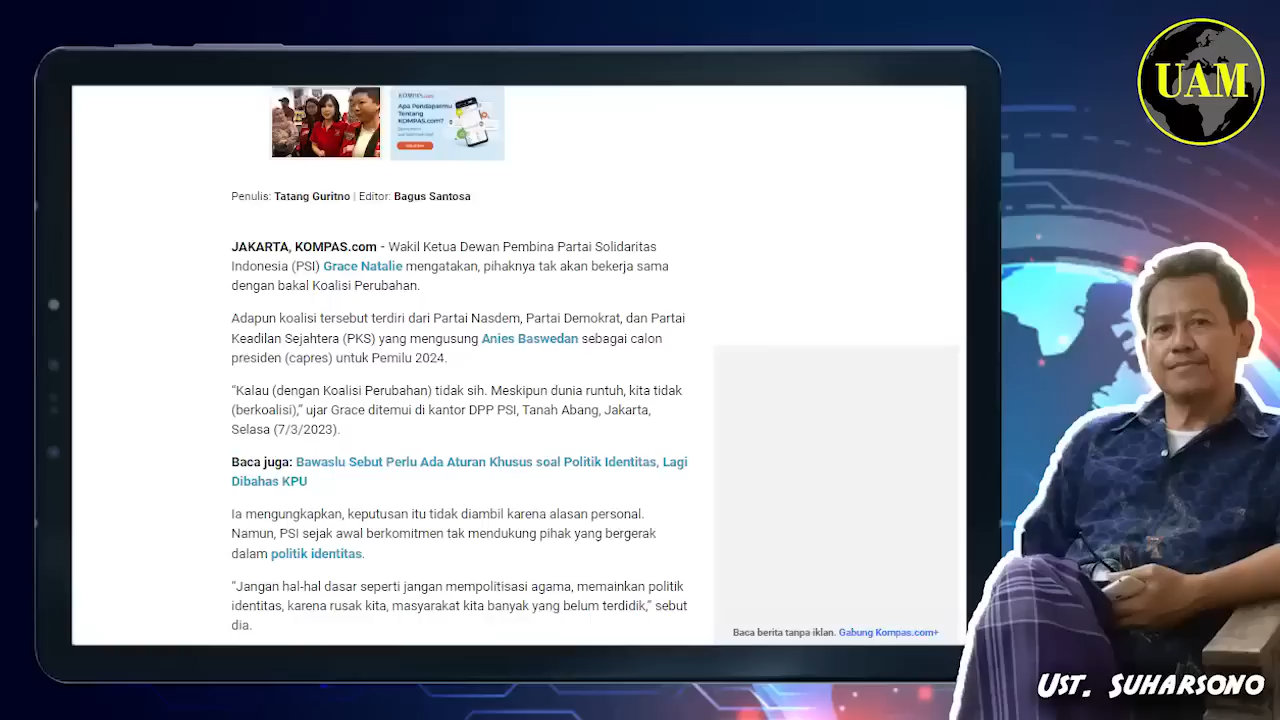 UAM
KOMPAS.com
Apa Pendapatmu
Tentang
KOMPAS.com?
Penulis: Tatang Guritno | Editor: Bagus Santosa
JAKARTA, KOMPAS.com - Wakil Ketua Dewan Pembina Partai Solidaritas
Indonesia (PSI) Grace Natalie mengatakan, pihaknya tak akan bekerja sama
dengan bakal Koalisi Perubahan.
Adapun koalisi tersebut terdiri dari Partai Nasdem, Partai Demokrat, dan Partai
Keadilan Sejahtera (PKS) yang mengusung Anies Baswedan sebagai calon
presiden (capres) untuk Pemilu 2024.
“Kalau (dengan Koalisi Perubahan) tidak sih. Meskipun dunia runtuh, kita tidak
(berkoalisi),” ujar Grace ditemui di kantor DPP PSI, Tanah Abang, Jakarta,
Selasa (7/3/2023).
Baca juga: Bawaslu Sebut Perlu Ada Aturan Khusus soal Politik Identitas, Lagi
Dibahas KPU
Ia mengungkapkan, keputusan itu tidak diambil karena alasan personal.
Namun, PSI sejak awal berkomitmen tak mendukung pihak yang bergerak
dalam politik identitas.
“Jangan hal-hal dasar seperti jangan mempolitisasi agama, memainkan politik
identitas, karena rusak kita, masyarakat kita banyak yang belum terdidik,” sebut
dia.
Baca berita tanpa iklan. Gabung Kompas.com+
Ust. Suharsono